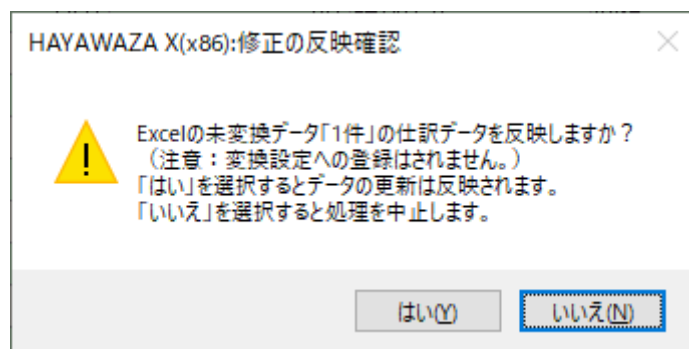 HAYAWAZA X(x86):修正の反映確認
Excelの未変換データ「1件」の仕訳データを反映しますか？
（注意：変換設定への登録はされません。）
「はい」を選択するとデータの更新は反映されます。
「いいえ」を選択すると処理を中止します。
はい(Y)
いいえ(N)